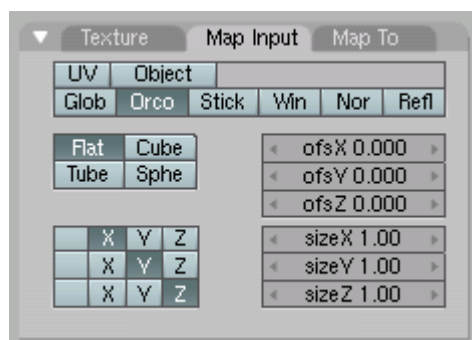 Texture Map Input Map To
UV Object
Glob Orco Stick Win Nor Refl
Flat Cube
Tube Sphe
ofsX 0.000
ofsY 0.000
ofsZ 0.000
X Y Z
X Y Z
X Y Z
sizeX 1.00
sizeY 1.00
sizeZ 1.00